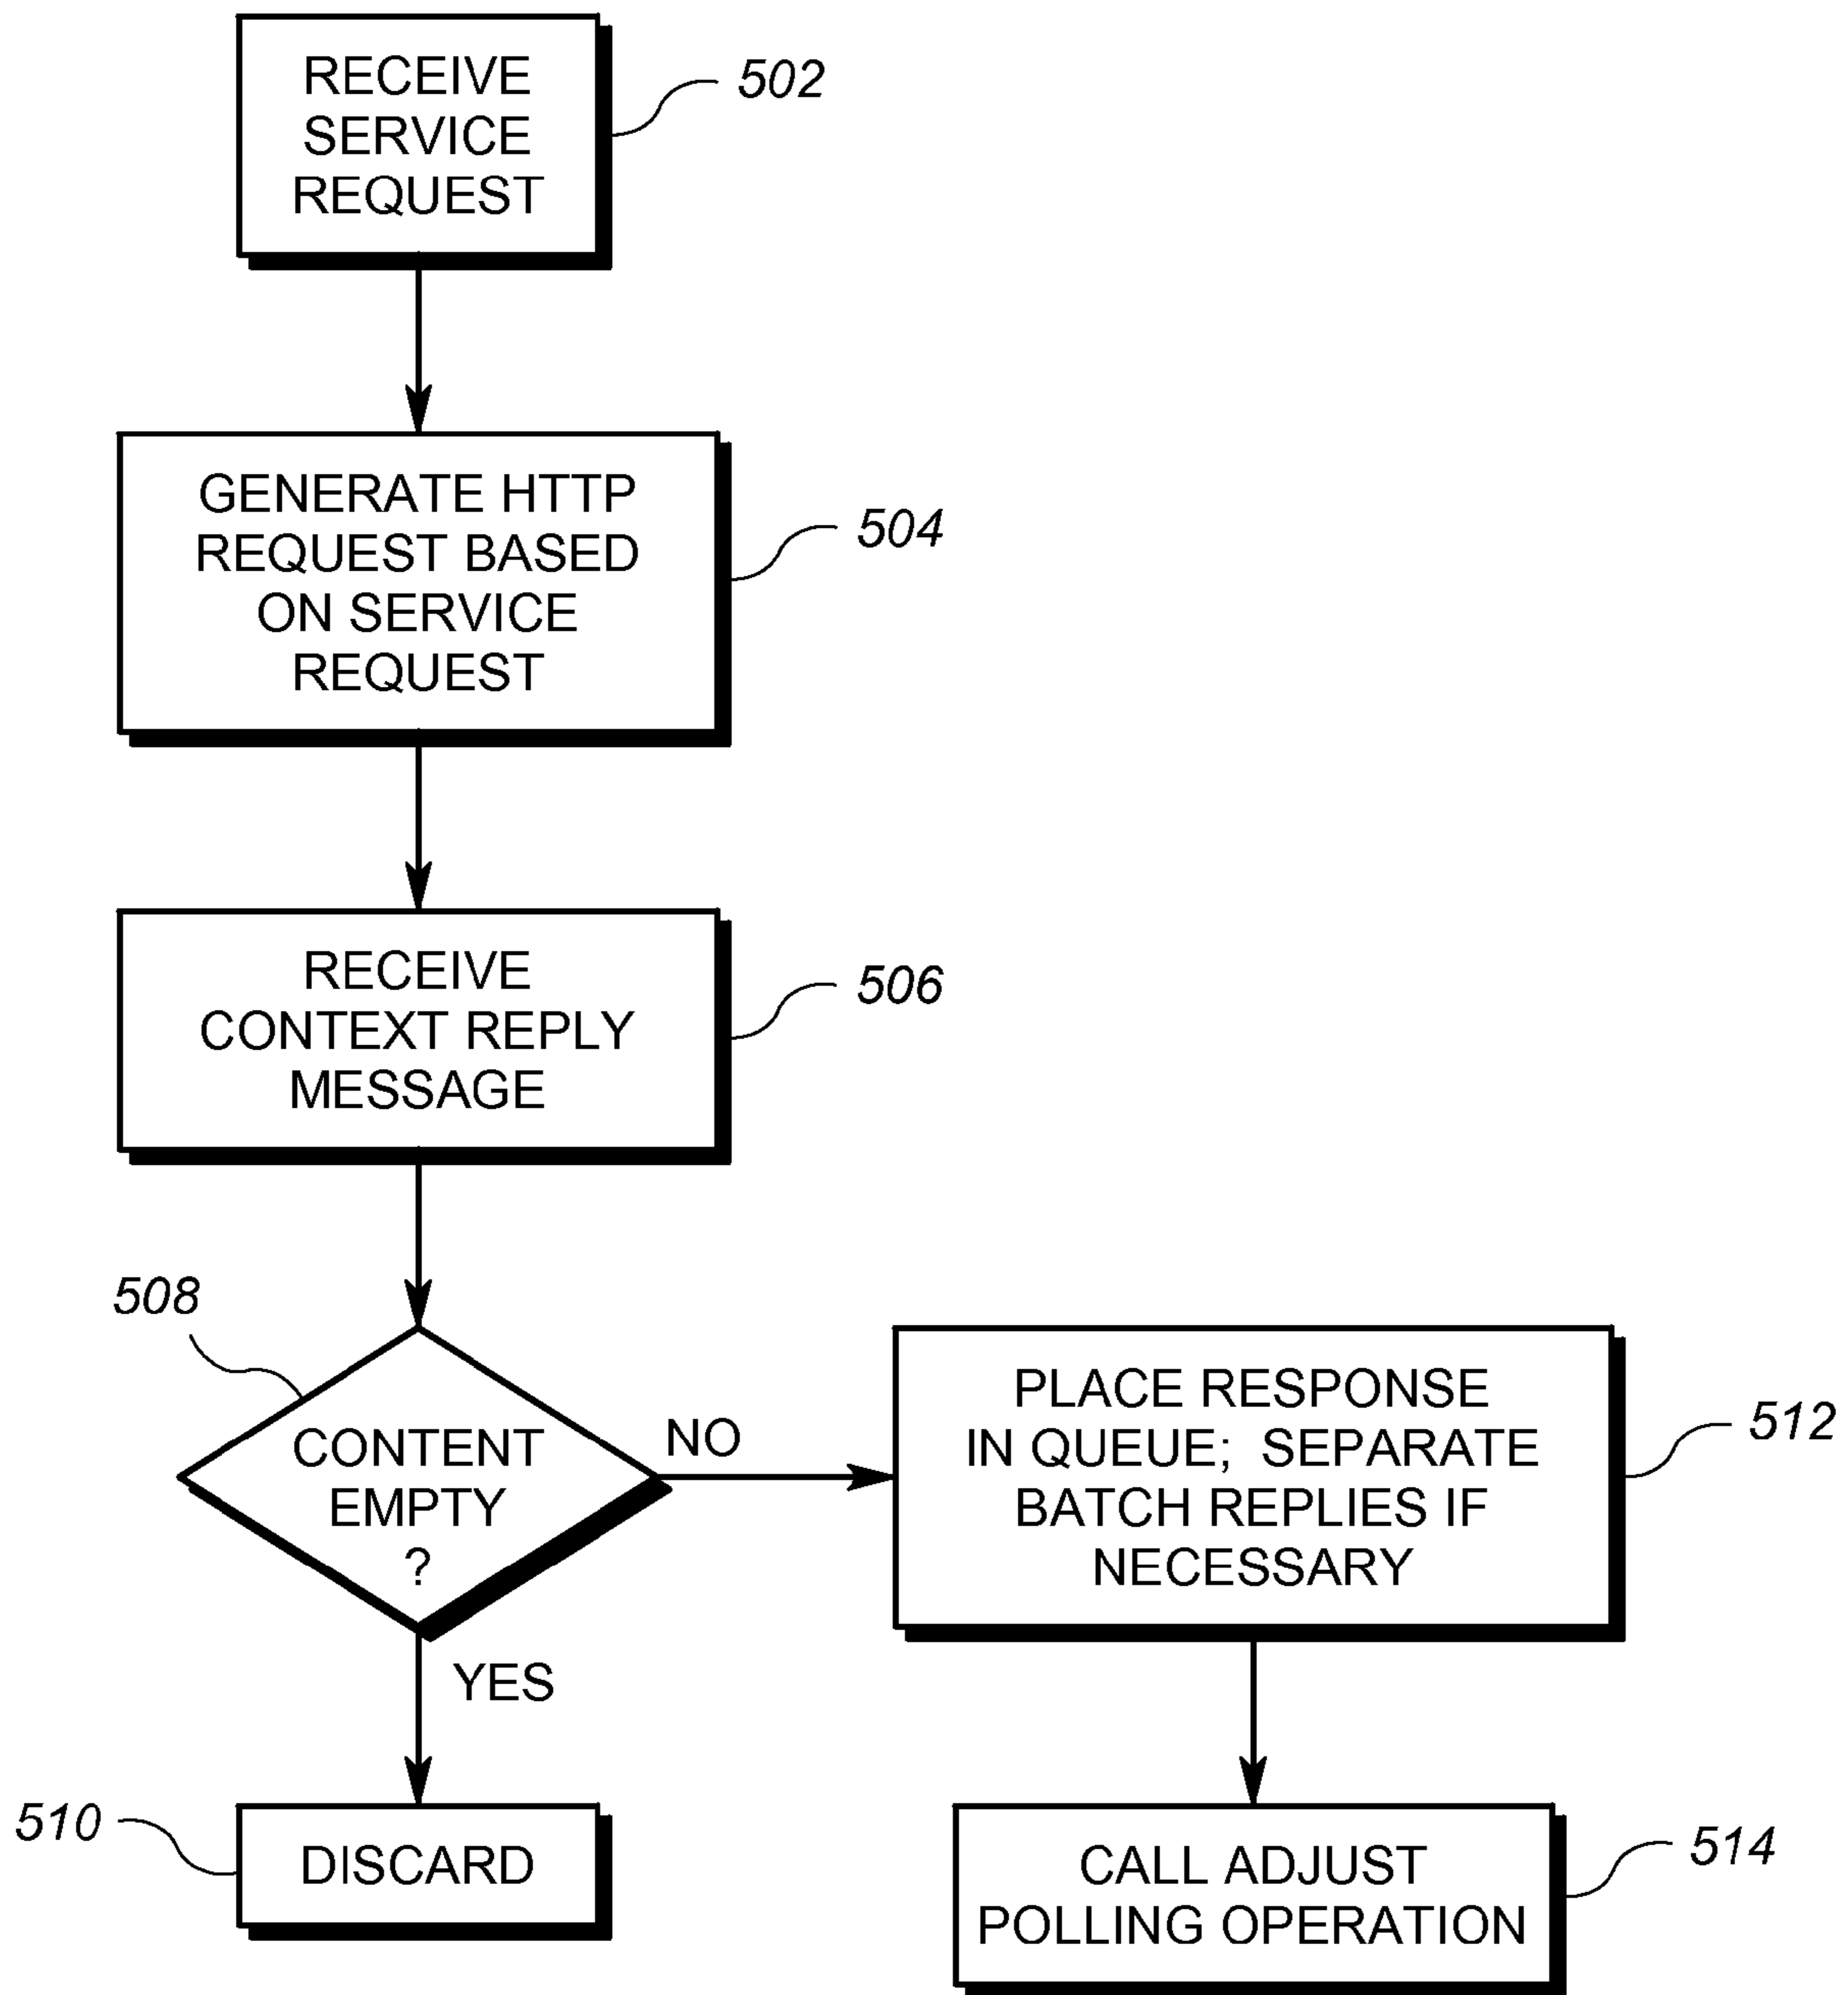 RECEIVE
SERVICE
REQUEST
502
GENERATE HTTP
REQUEST BASED
ON SERVICE
REQUEST
504
RECEIVE
CONTEXT REPLY
MESSAGE
506
508
CONTENT
EMPTY
?
NO
YES
PLACE RESPONSE
IN QUEUE; SEPARATE
BATCH REPLIES IF
NECESSARY
512
510
DISCARD
CALL ADJUST
POLLING OPERATION
514